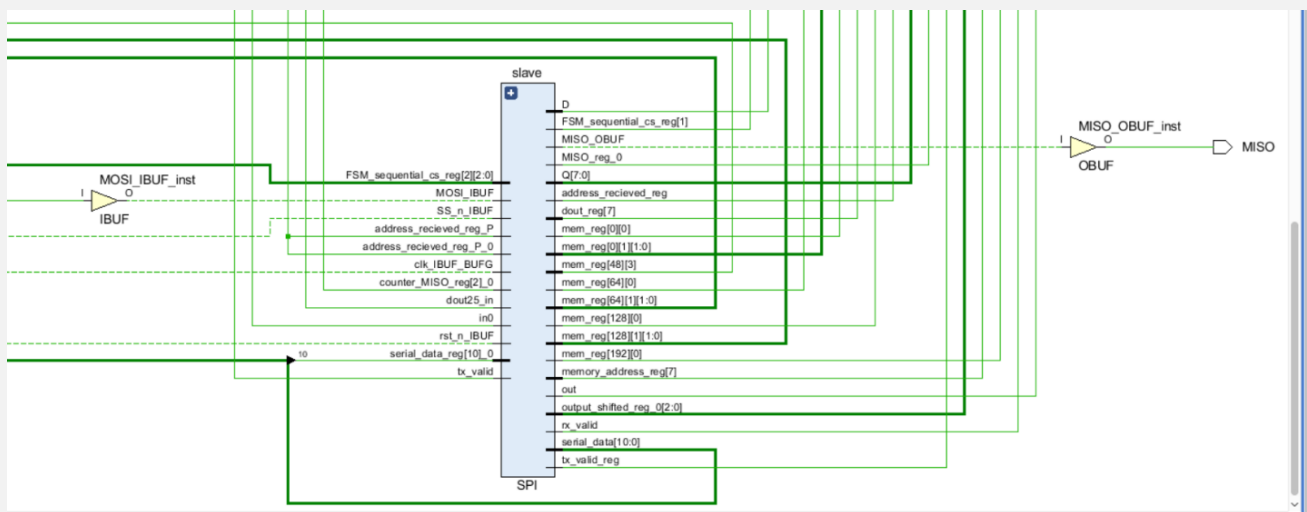 slave
D
FSM_sequential_cs_reg[1]
MISO_OBUF
MISO_reg_0
Q[7:0]
address_recieved_reg
dout_reg[7]
mem_reg[0][0]
mem_reg[0][1][1:0]
mem_reg[48][3]
mem_reg[64][0]
mem_reg[64][1][1:0]
mem_reg[128][0]
mem_reg[128][1][1:0]
mem_reg[192][0]
memory_address_reg[7]
out
output_shifted_reg_0[2:0]
rx_valid
serial_data[10:0]
tx_valid_reg
FSM_sequential_cs_reg[2][2:0]
MOSI_IBUF
SS_n_IBUF
address_recieved_reg_P
address_recieved_reg_P_0
clk_IBUF_BUFG
counter_MISO_reg[2]_0
dout25_in
in0
rst_n_IBUF
serial_data_reg[10]_0
tx_valid
10
SPI
MOSI_IBUF_inst
I
O
IBUF
MISO_OBUF_inst
I
O
OBUF
MISO